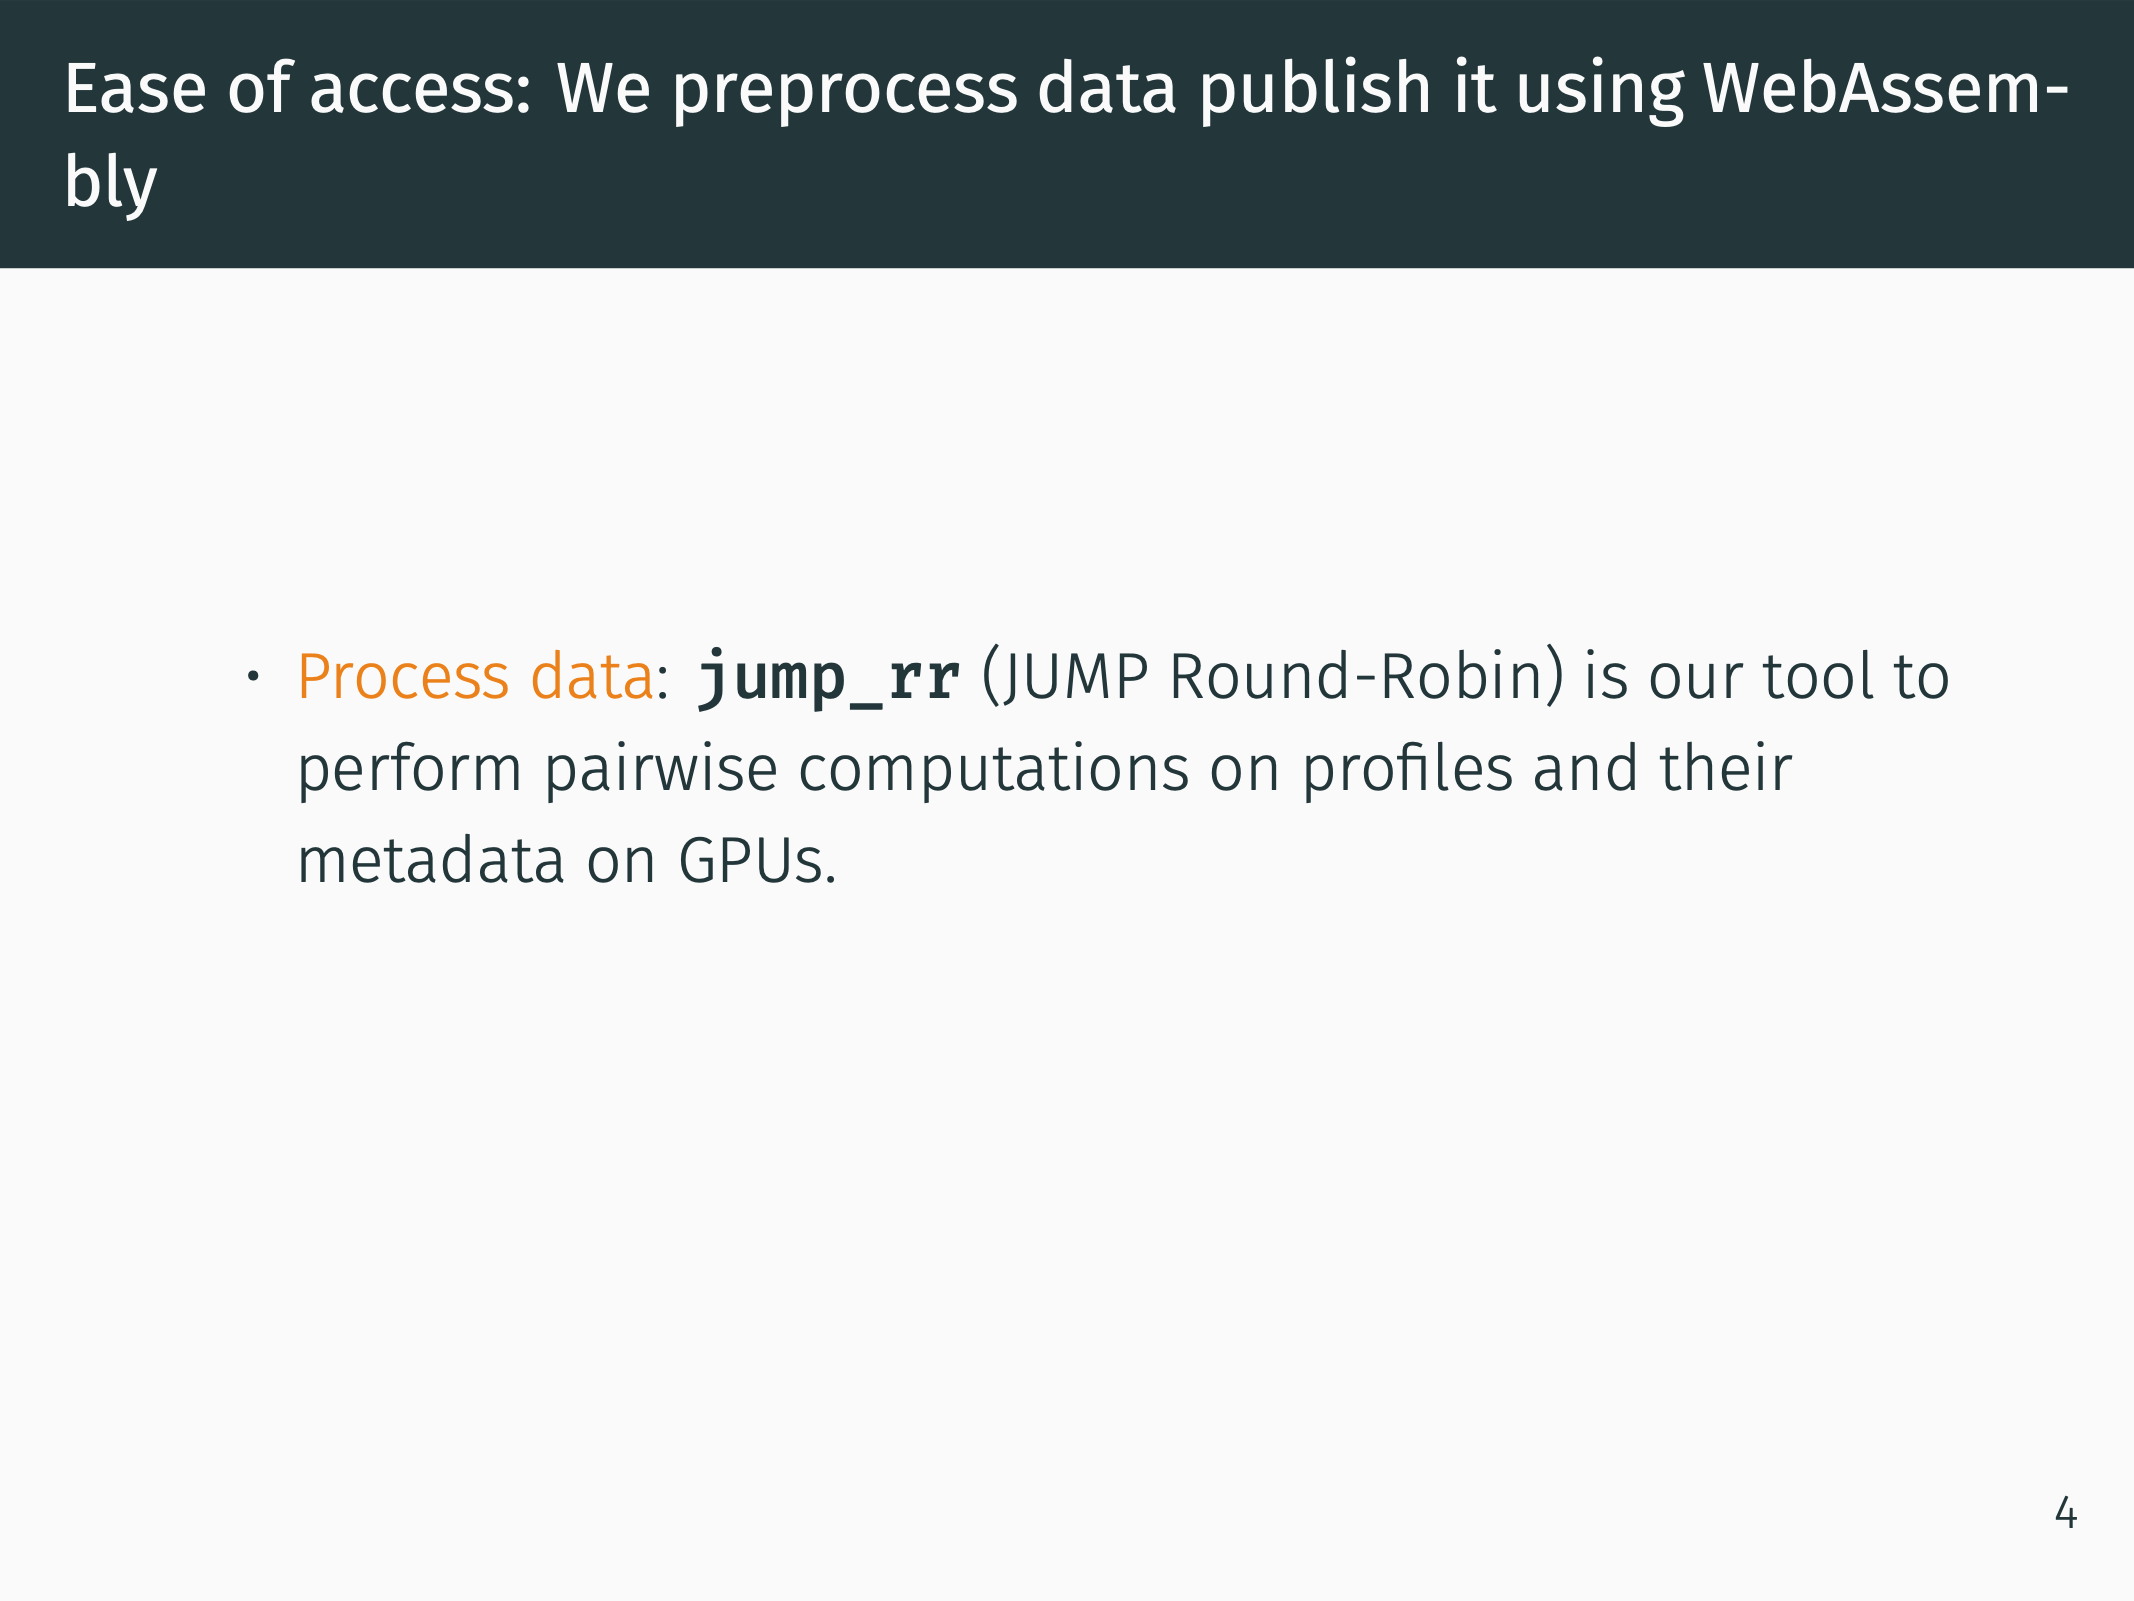 Ease of access: We preprocess data publish it using WebAssem-
bly
• Process data: jump_rr (JUMP Round-Robin) is our tool to
perform pairwise computations on profiles and their
metadata on GPUs.
4